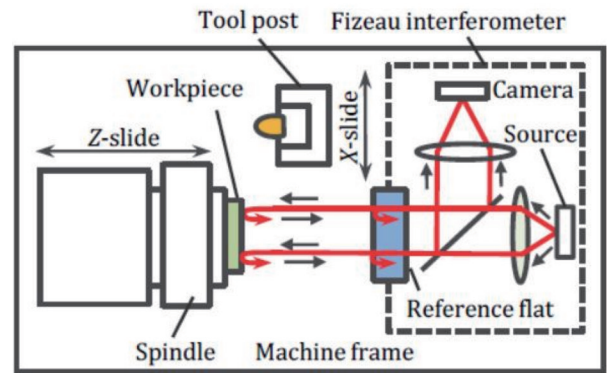 Tool post
Fizeau interferometer
Workpiece
Camera
Z-slide
X-slide
Source
Reference flat
Spindle
Machine frame